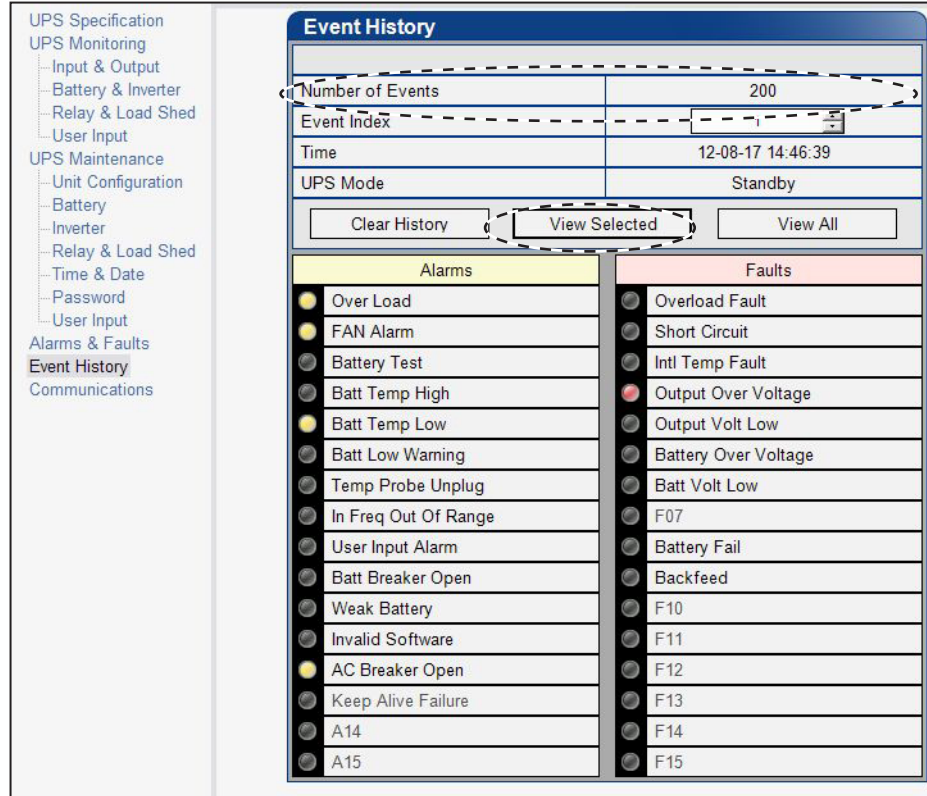 UPS Specification
UPS Monitoring
Input & Output
Battery & Inverter
Relay & Load Shed
User Input
UPS Maintenance
Unit Configuration
Battery
Inverter
Relay & Load Shed
Time & Date
Password
User Input
Alarms & Faults
Event History
Communications
Event History
Number of Events 200
Event Index 1
Time 12-08-17 14:46:39
UPS Mode Standby
Clear History View Selected View All
Alarms Faults
Over Load Overload Fault
FAN Alarm Short Circuit
Battery Test Intl Temp Fault
Batt Temp High Output Over Voltage
Batt Temp Low Output Volt Low
Batt Low Warning Battery Over Voltage
Temp Probe Unplug Batt Volt Low
In Freq Out Of Range F07
User Input Alarm Battery Fail
Batt Breaker Open Backfeed
Weak Battery F10
Invalid Software F11
AC Breaker Open F12
Keep Alive Failure F13
A14 F14
A15 F15